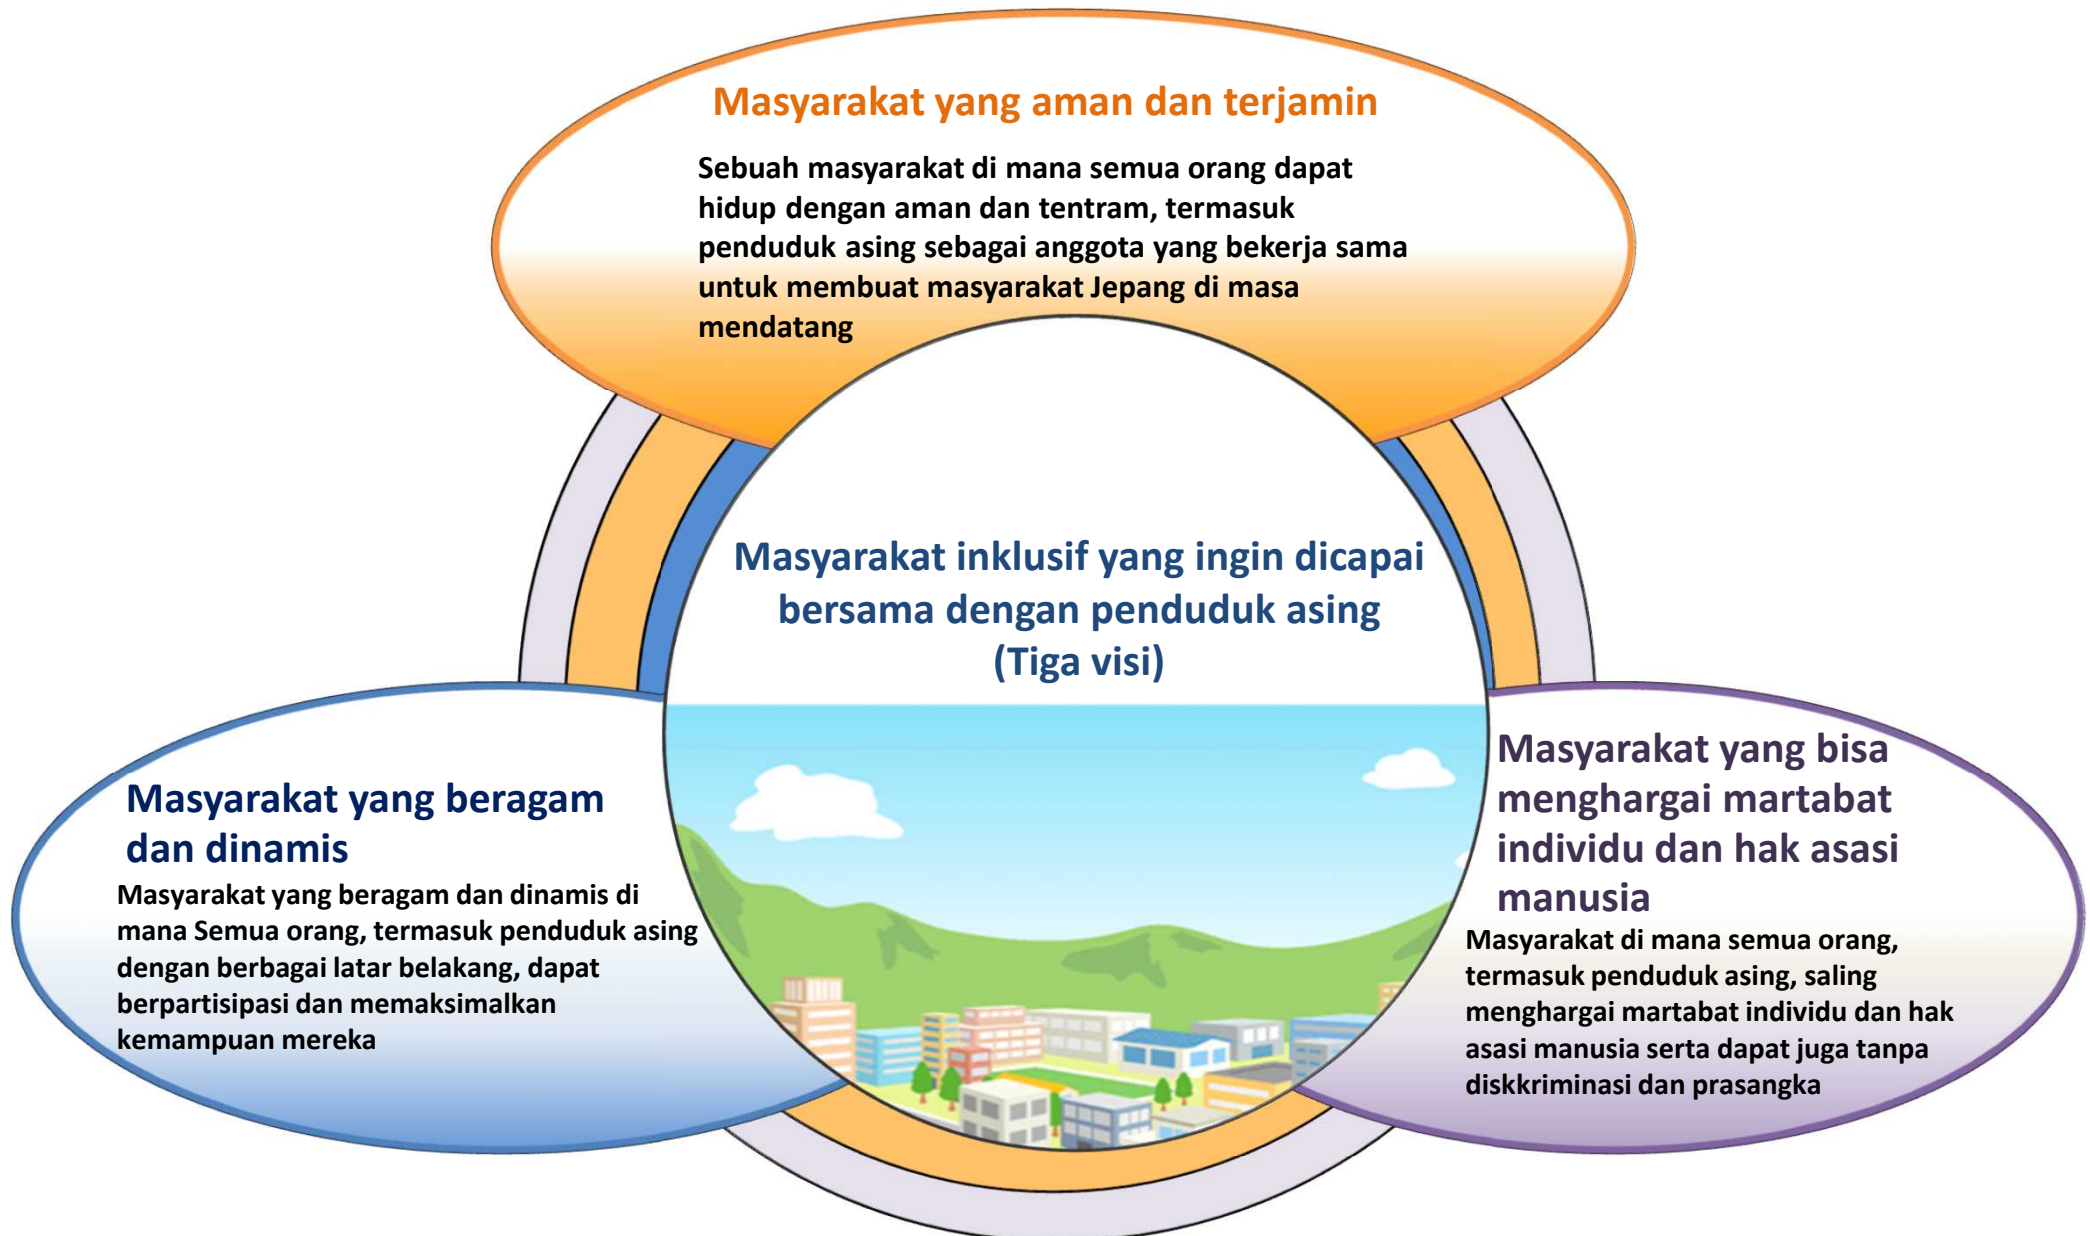 Masyarakat yang aman dan terjamin
Sebuah masyarakat di mana semua orang dapat
hidup dengan aman dan tentram, termasuk
penduduk asing sebagai anggota yang bekerja sama
untuk membuat masyarakat Jepang di masa
mendatang
Masyarakat inklusif yang ingin dicapai
bersama dengan penduduk asing
(Tiga visi)
Masyarakat yang beragam
dan dinamis
Masyarakat yang beragam dan dinamis di
mana Semua orang, termasuk penduduk asing
dengan berbagai latar belakang, dapat
berpartisipasi dan memaksimalkan
kemampuan mereka
Masyarakat yang bisa
menghargai martabat
individu dan hak asasi
manusia
Masyarakat di mana semua orang,
termasuk penduduk asing, saling
menghargai martabat individu dan hak
asasi manusia serta dapat juga tanpa
diskkriminasi dan prasangka